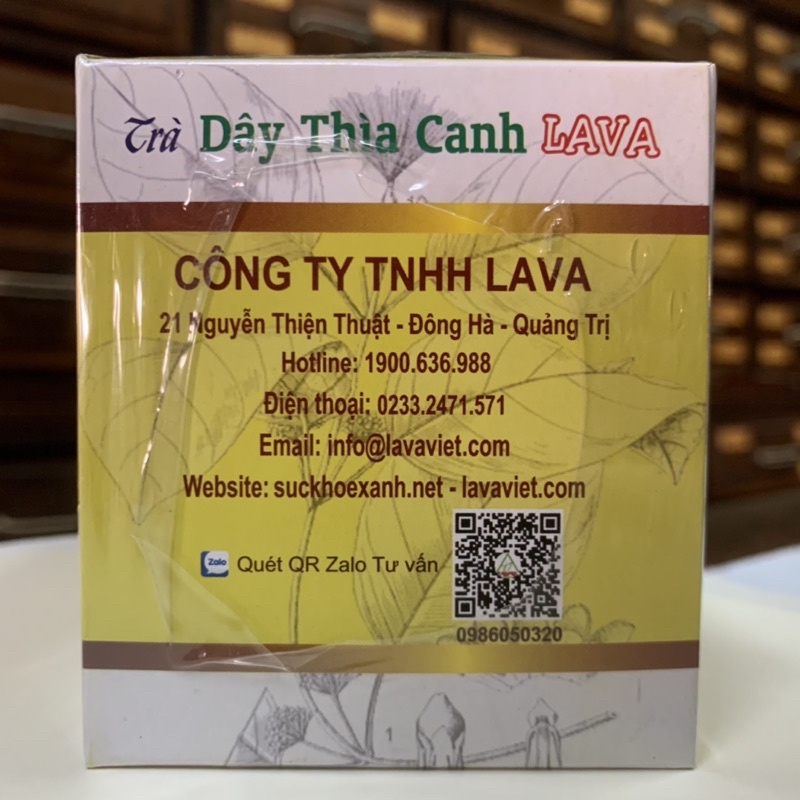 Trà Dây Thìa Canh LAVA
CÔNG TY TNHH LAVA
21 Nguyễn Thiện Thuật - Đông Hà - Quảng Trị
Hotline: 1900.636.988
Điện thoại: 0233.2471.571
Email: info@lavaviet.com
Website: suckhoexanh.net - lavaviet.com
Zalo Quét QR Zalo Tư vấn
0986050320
1